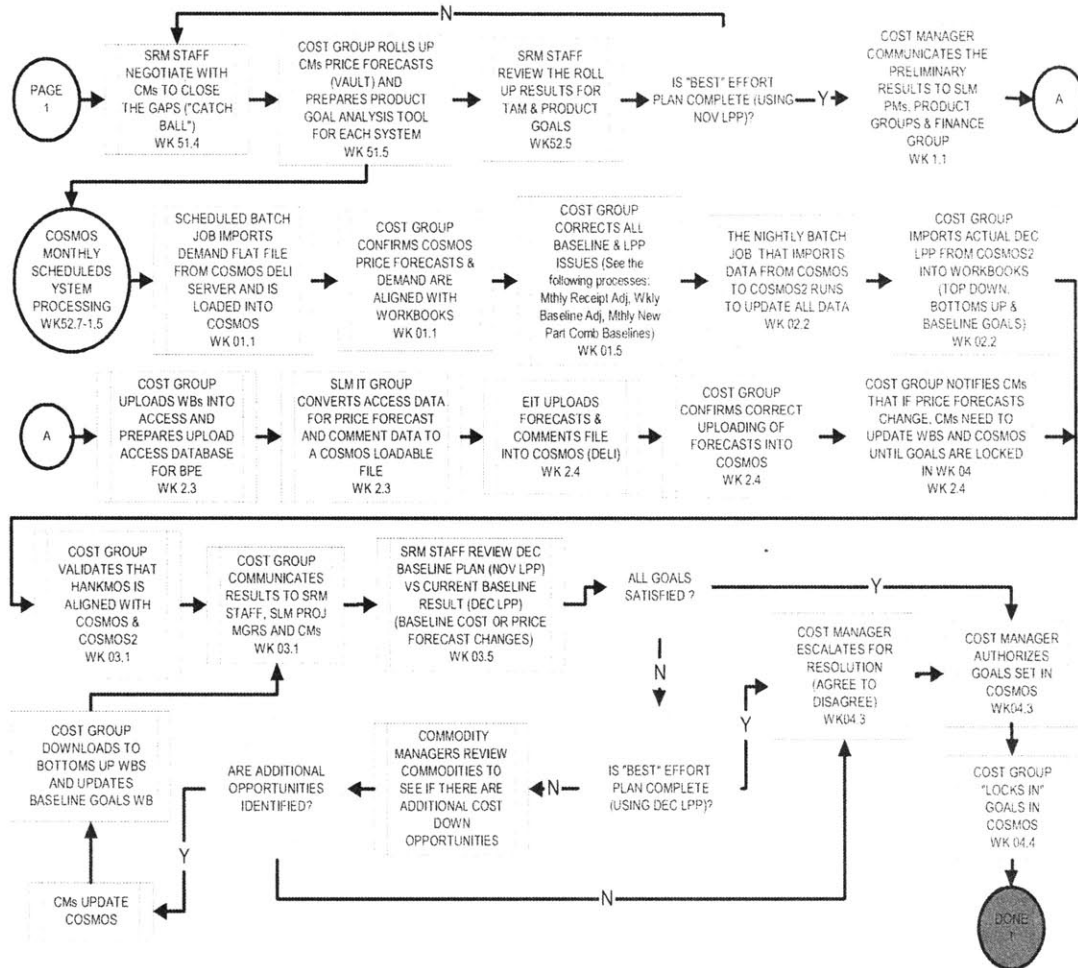 N
PAGE
1
SRM STAFF
NEGOTIATE WITH
CMs TO CLOSE
THE GAPS ("CATCH
BALL")
WK 51.4
COST GROUP ROLLS UP
CMs PRICE FORECASTS
(VAULT) AND
PREPARES PRODUCT
GOAL ANALYSIS TOOL
FOR EACH SYSTEM
WK 51.5
SRM STAFF
REVIEW THE ROLL
UP RESULTS FOR
TAM & PRODUCT
GOALS
WK52.5
IS "BEST" EFFORT
PLAN COMPLETE (USING
NOV LPP)?
Y
COST MANAGER
COMMUNICATES THE
PRELIMINARY
RESULTS TO SLM
PMs, PRODUCT
GROUPS & FINANCE
GROUP
WK 1.1
A
COSMOS
MONTHLY
SCHEDULEDS
YSTEM
PROCESSING
WK52.7-1.5
SCHEDULED BATCH
JOB IMPORTS
DEMAND FLAT FILE
FROM COSMOS DELI
SERVER AND IS
LOADED INTO
COSMOS
WK 01.1
COST GROUP
CONFIRMS COSMOS
PRICE FORECASTS &
DEMAND ARE
ALIGNED WITH
WORKBOOKS
WK 01.1
COST GROUP
CORRECTS ALL
BASELINE & LPP
ISSUES (See the
following processes:
Mthly Receipt Adj, Wkly
Baseline Adj, Mthly New
Part Comb Baselines)
WK 01.5
THE NIGHTLY BATCH
JOB THAT IMPORTS
DATA FROM COSMOS
TO COSMOS2 RUNS
TO UPDATE ALL DATA
WK 02.2
COST GROUP
IMPORTS ACTUAL DEC
LPP FROM COSMOS2
INTO WORKBOOKS
(TOP DOWN,
BOTTOMS UP &
BASELINE GOALS)
WK 02.2
A
COST GROUP
UPLOADS WBs INTO
ACCESS AND
PREPARES UPLOAD
ACCESS DATABASE
FOR BPE
WK 2.3
SLM IT GROUP
CONVERTS ACCESS DATA
FOR PRICE FORECAST
AND COMMENT DATA TO
A COSMOS LOADABLE
FILE
WK 2.3
EIT UPLOADS
FORECASTS &
COMMENTS FILE
INTO COSMOS (DELI)
WK 2.4
COST GROUP
CONFIRMS CORRECT
UPLOADING OF
FORECASTS INTO
COSMOS
WK 2.4
COST GROUP NOTIFIES CMs
THAT IF PRICE FORECASTS
CHANGE, CMs NEED TO
UPDATE WBS AND COSMOS
UNTIL GOALS ARE LOCKED
IN WK 04
WK 2.4
COST GROUP
VALIDATES THAT
HANKMOS IS
ALIGNED WITH
COSMOS &
COSMOS2
WK 03.1
COST GROUP
COMMUNICATES
RESULTS TO SRM
STAFF, SLM PROJ
MGRS AND CMs
WK 03.1
SRM STAFF REVIEW DEC
BASELINE PLAN (NOV LPP)
VS CURRENT BASELINE
RESULT (DEC LPP)
(BASELINE COST OR PRICE
FORECAST CHANGES)
WK 03.5
ALL GOALS
SATISFIED ?
Y
N
COST MANAGER
ESCALATES FOR
RESOLUTION
(AGREE TO
DISAGREE)
WK04.3
COST MANAGER
AUTHORIZES
GOALS SET IN
COSMOS
WK04.3
COST GROUP
DOWNLOADS TO
BOTTOMS UP WBS
AND UPDATES
BASELINE GOALS WB
ARE ADDITIONAL
OPPORTUNITIES
IDENTIFIED?
COMMODITY
MANAGERS REVIEW
COMMODITIES TO
SEE IF THERE ARE
ADDITIONAL COST
DOWN
OPPORTUNITIES
N
IS "BEST" EFFORT
PLAN COMPLETE
(USING DEC LPP)?
Y
COST GROUP
"LOCKS IN"
GOALS IN
COSMOS
WK 04.4
Y
N
CMs UPDATE
COSMOS
DONE